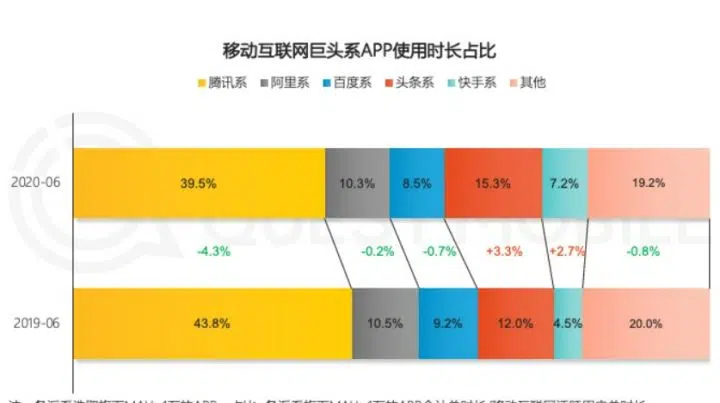 移动互联网巨头系APP使用时长占比
腾讯系 阿里系 百度系 头条系 快手系 其他
2020-06 39.5% 10.3% 8.5% 15.3% 7.2% 19.2%
-4.3% -0.2% -0.7% +3.3% +2.7% -0.8%
2019-06 43.8% 10.5% 9.2% 12.0% 4.5% 20.0%
QUESTMOBILE